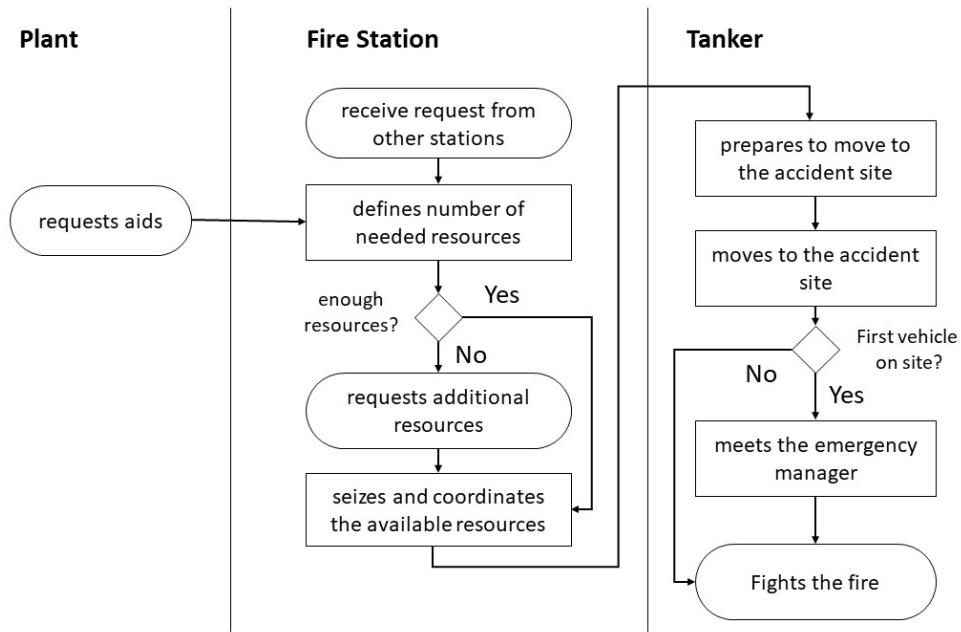 Plant
requests aids
Fire Station
receive request from
other stations
defines number of
needed resources
enough
resources?
Yes
No
requests additional
resources
seizes and coordinates
the available resources
Tanker
prepares to move to
the accident site
moves to the accident
site
First vehicle
on site?
No
Yes
meets the emergency
manager
Fights the fire